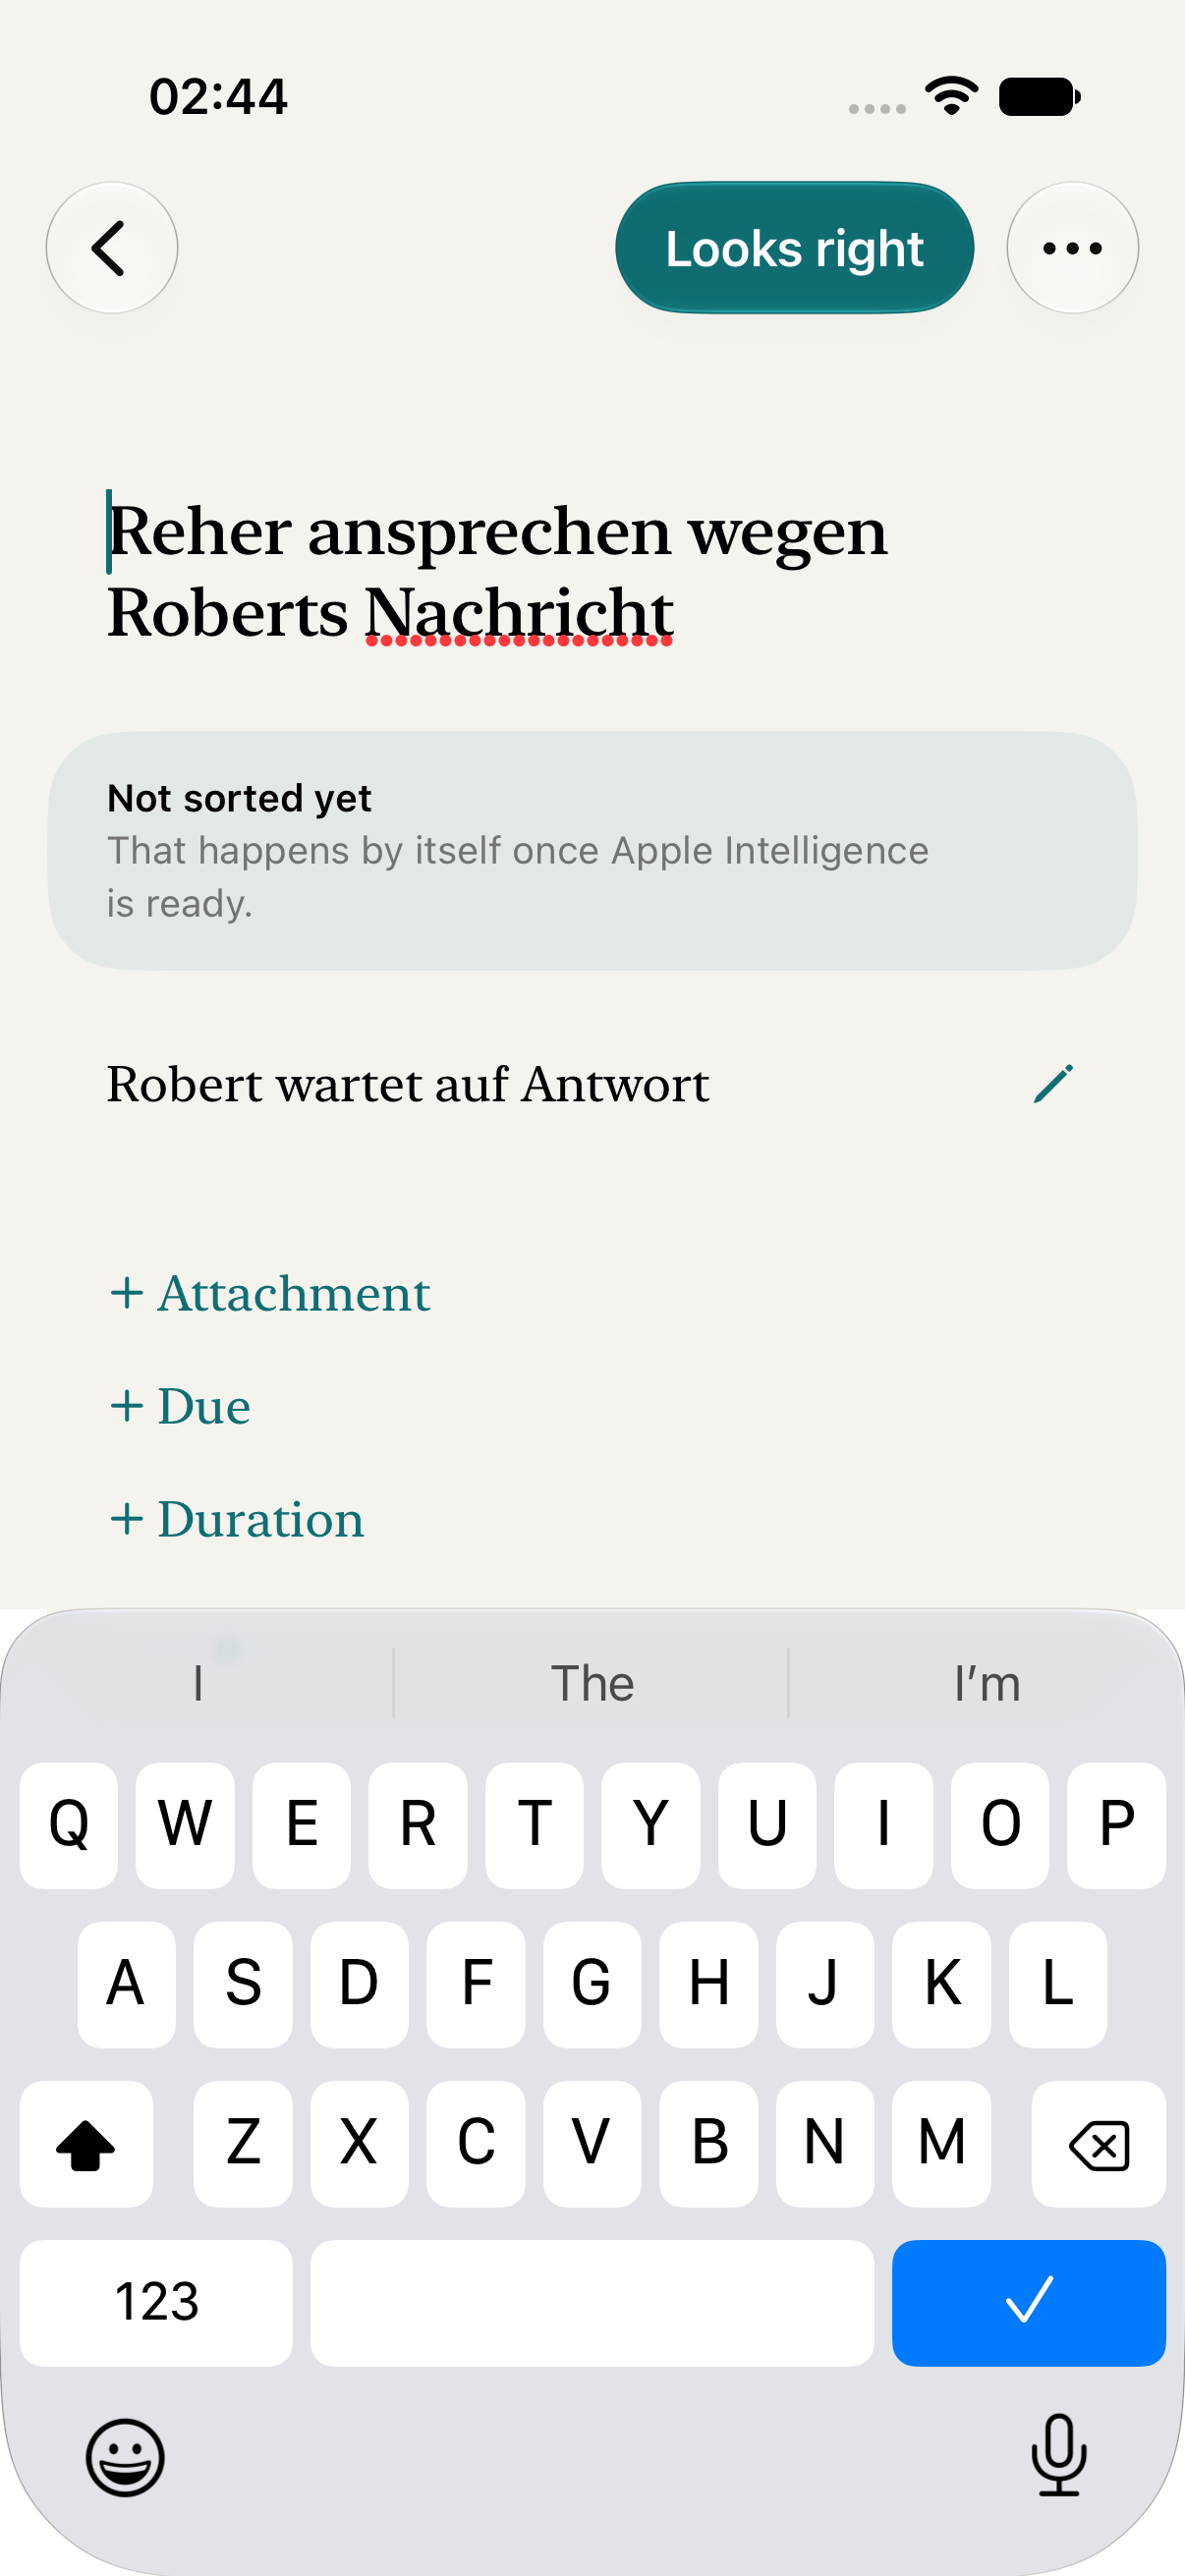 02:44
Looks right
Reher ansprechen wegen
Roberts Nachricht
Not sorted yet
That happens by itself once Apple Intelligence
is ready.
Robert wartet auf Antwort
+ Attachment
+ Due
+ Duration
I The I’m
Q W E R T Y U I O P
A S D F G H J K L
Z X C V B N M
123